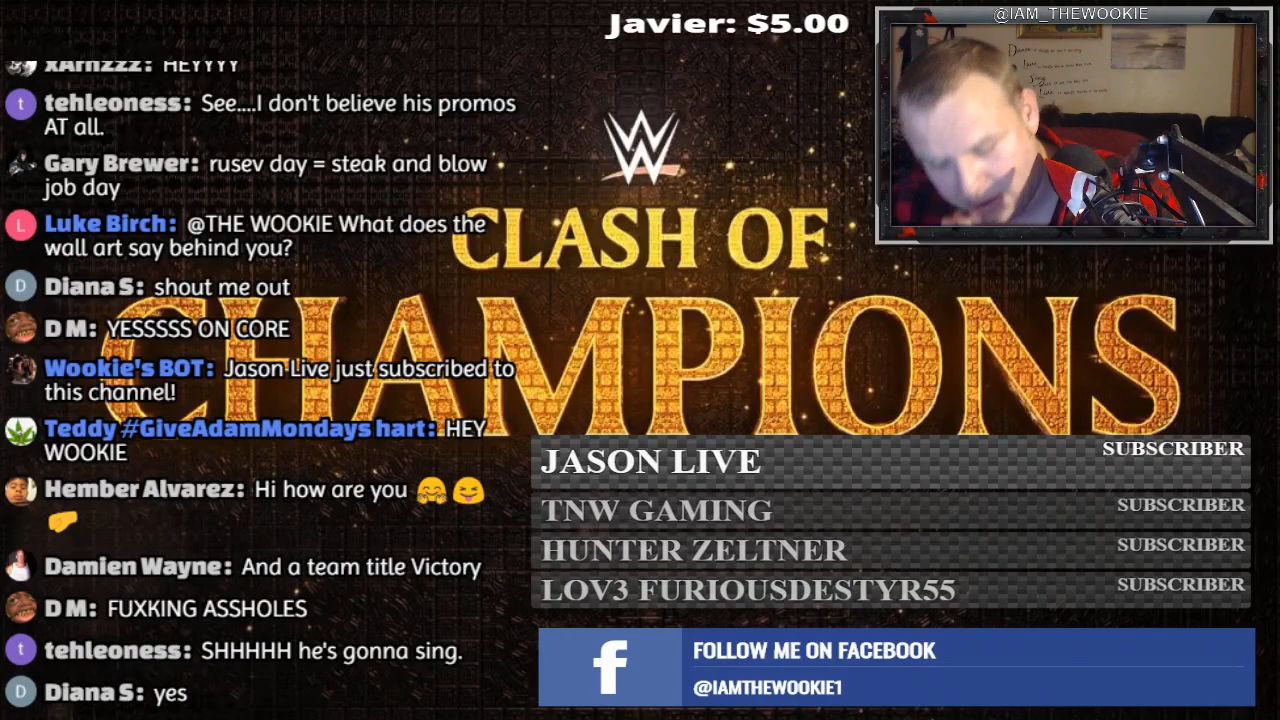 Javier: $5.00
@IAM_THEWOOKIE
xArnzzz: HEYYYY
tehleoness: See....I don't believe his promos
AT all.
Gary Brewer: rusev day = steak and blow
job day
Luke Birch: @THE WOOKIE What does the
wall art say behind you?
Diana S: shout me out
D M: YESSSSS ON CORE
Wookie's BOT: Jason Live just subscribed to
this channel!
Teddy #GiveAdamMondays hart: HEY
WOOKIE
Hember Alvarez: Hi how are you 🤗😝
🤛
Damien Wayne: And a team title Victory
D M: FUXKING ASSHOLES
tehleoness: SHHHHH he's gonna sing.
Diana S: yes
W
CLASH OF
CHAMPIONS
JASON LIVE SUBSCRIBER
TNW GAMING SUBSCRIBER
HUNTER ZELTNER SUBSCRIBER
LOV3 FURIOUSDESTYR55 SUBSCRIBER
f
FOLLOW ME ON FACEBOOK
@IAMTHEWOOKIE1